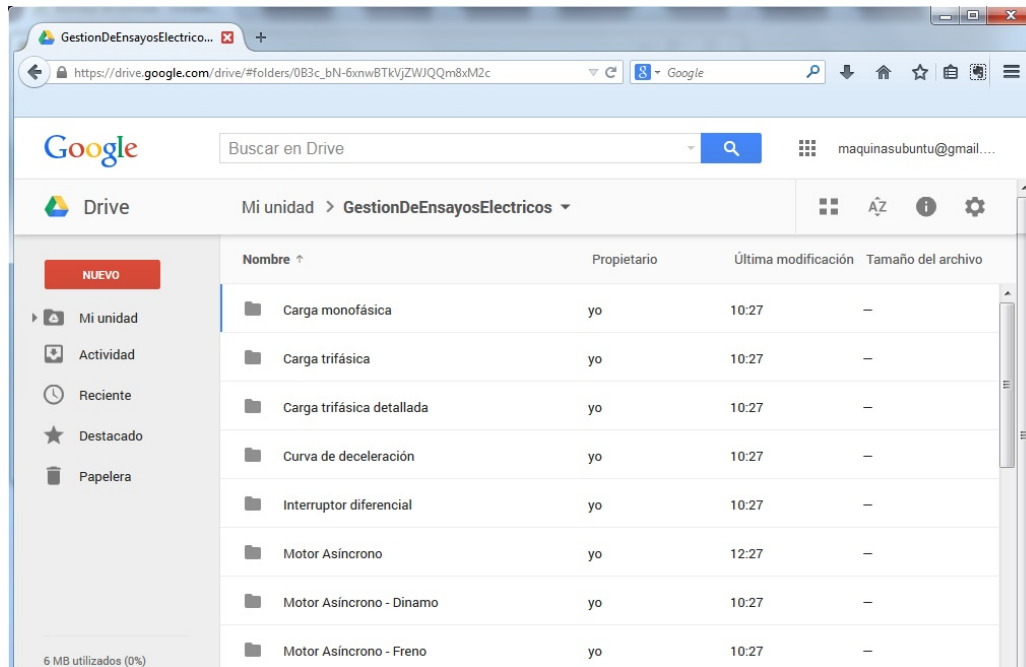 GestionDeEnsayosElectrico...
https://drive.google.com/drive/#folders/0B3c_bN-6xnwBTkVjZWJQQm8xM2c
8 Google
Google
Buscar en Drive
maquinasubuntu@gmail....
Drive
Mi unidad > GestionDeEnsayosElectricos
AZ
NUEVO
Mi unidad
Actividad
Reciente
Destacado
Papelera
6 MB utilizados (0%)
Nombre ↑ Propietario Última modificación Tamaño del archivo
Carga monofásica yo 10:27 —
Carga trifásica yo 10:27 —
Carga trifásica detallada yo 10:27 —
Curva de deceleración yo 10:27 —
Interruptor diferencial yo 10:27 —
Motor Asíncrono yo 12:27 —
Motor Asíncrono - Dinamo yo 10:27 —
Motor Asíncrono - Freno yo 10:27 —